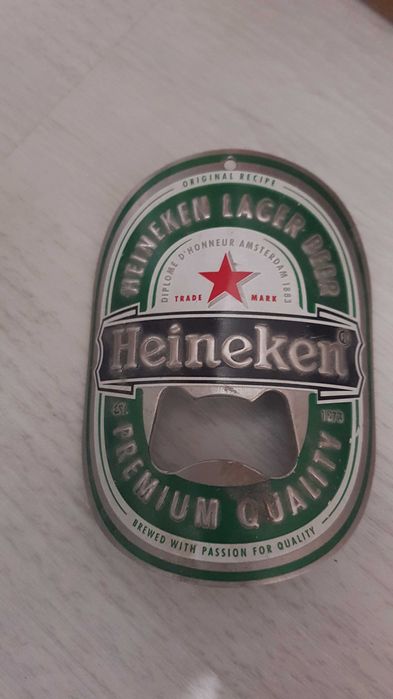 ORIGINAL RECIPE
HEINEKEN LAGER BEER
DIPLOME D'HONNEUR AMSTERDAM 1883
TRADE MARK
Heineken®
EST. 1873
PREMIUM QUALITY
BREWED WITH PASSION FOR QUALITY